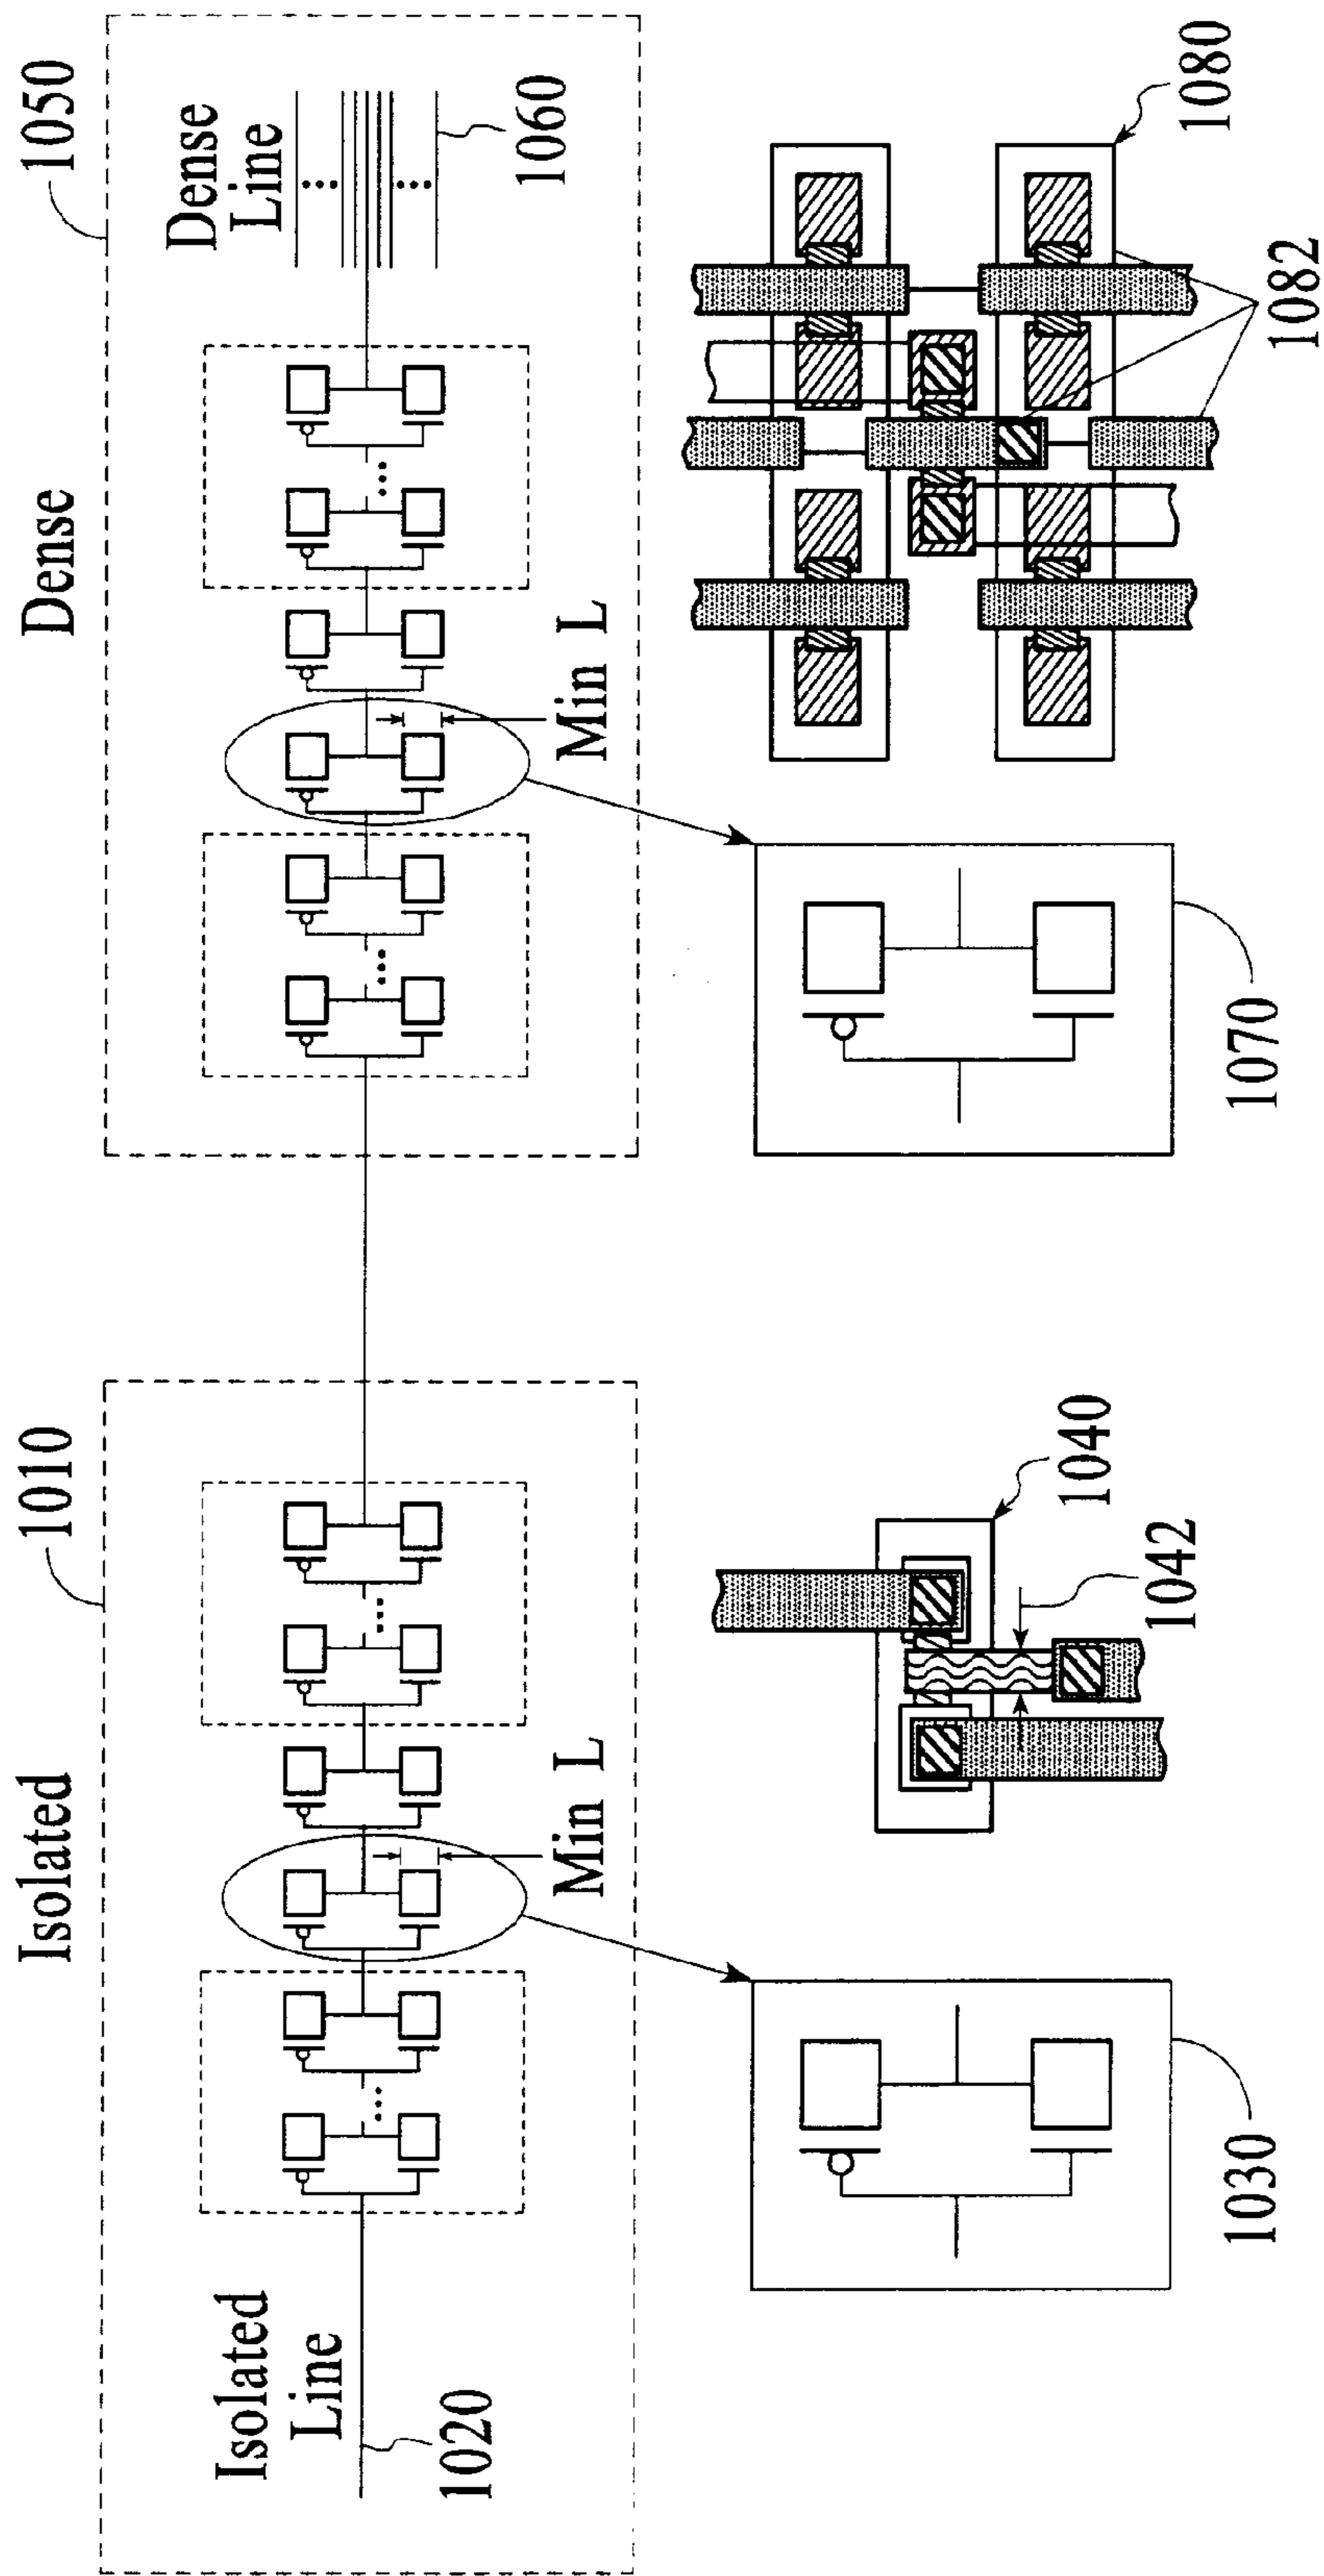 Isolated
1010
Isolated
Line
1020
Min L
1030
1040
1042
Dense
1050
Dense
Line
1060
Min L
1070
1080
1082